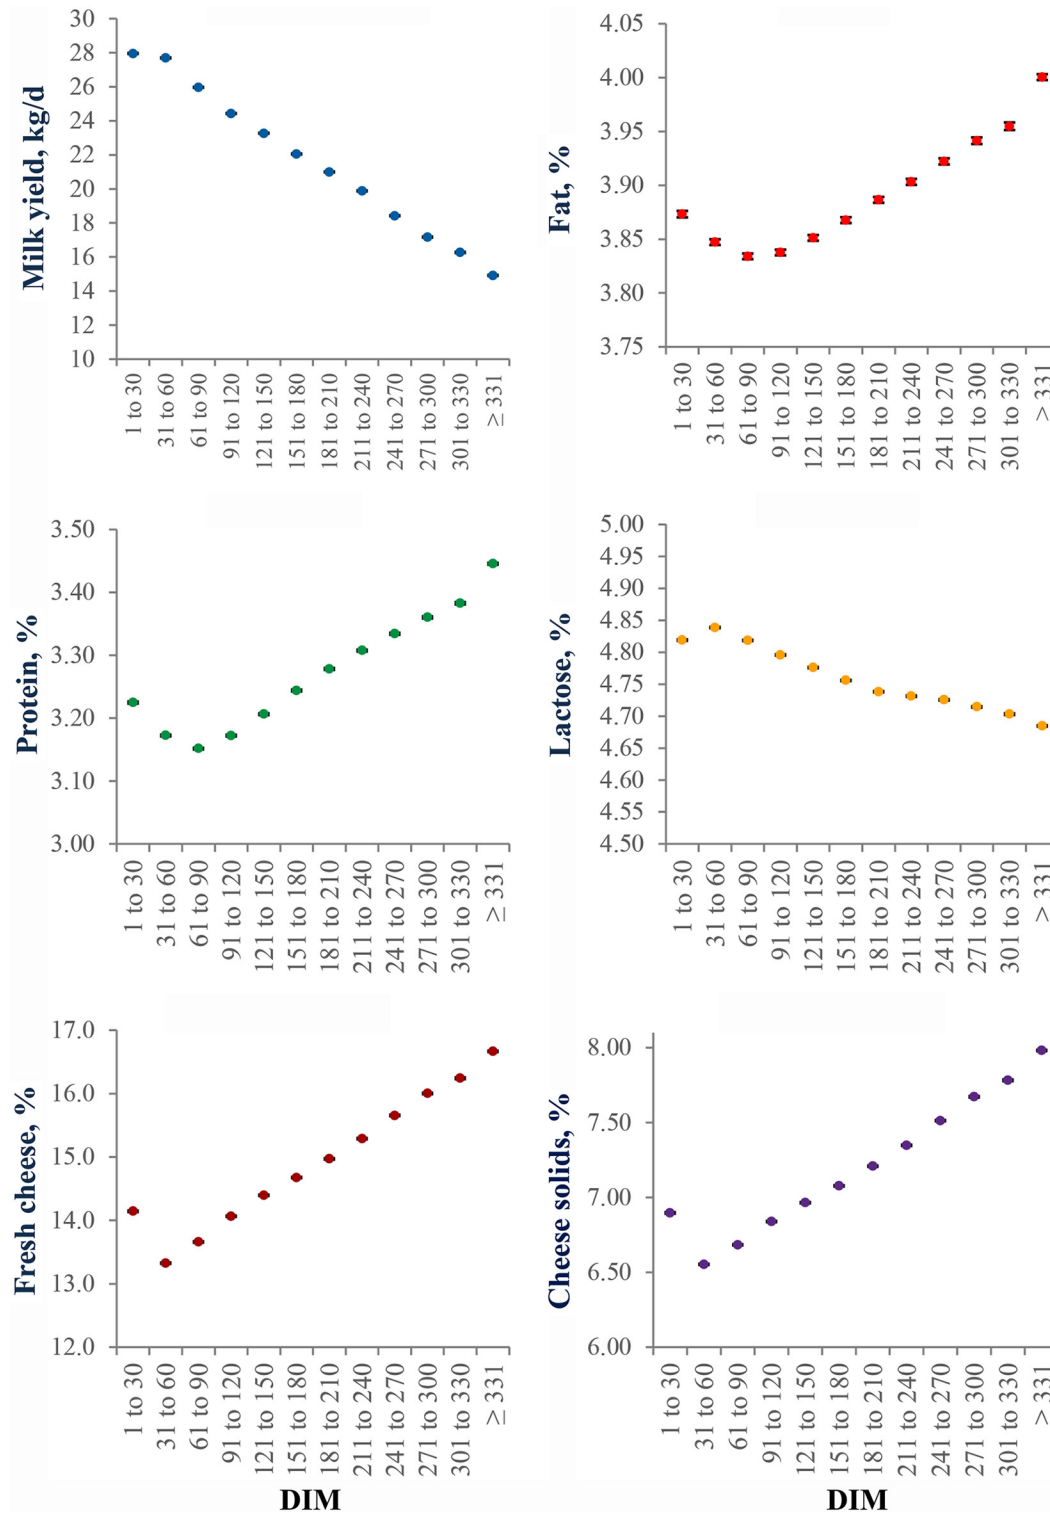 Milk yield, kg/d
30
28
26
24
22
20
18
16
14
12
10
1 to 30
31 to 60
61 to 90
91 to 120
121 to 150
151 to 180
181 to 210
211 to 240
241 to 270
271 to 300
301 to 330
≥ 331
Fat, %
4.05
4.00
3.95
3.90
3.85
3.80
3.75
1 to 30
31 to 60
61 to 90
91 to 120
121 to 150
151 to 180
181 to 210
211 to 240
241 to 270
271 to 300
301 to 330
> 331
Protein, %
3.50
3.40
3.30
3.20
3.10
3.00
1 to 30
31 to 60
61 to 90
91 to 120
121 to 150
151 to 180
181 to 210
211 to 240
241 to 270
271 to 300
301 to 330
≥ 331
Lactose, %
5.00
4.95
4.90
4.85
4.80
4.75
4.70
4.65
4.60
4.55
4.50
1 to 30
31 to 60
61 to 90
91 to 120
121 to 150
151 to 180
181 to 210
211 to 240
241 to 270
271 to 300
301 to 330
> 331
Fresh cheese, %
17.0
16.0
15.0
14.0
13.0
12.0
1 to 30
31 to 60
61 to 90
91 to 120
121 to 150
151 to 180
181 to 210
211 to 240
241 to 270
271 to 300
301 to 330
≥ 331
DIM
Cheese solids, %
8.00
7.50
7.00
6.50
6.00
1 to 30
31 to 60
61 to 90
91 to 120
121 to 150
151 to 180
181 to 210
211 to 240
241 to 270
271 to 300
301 to 330
> 331
DIM